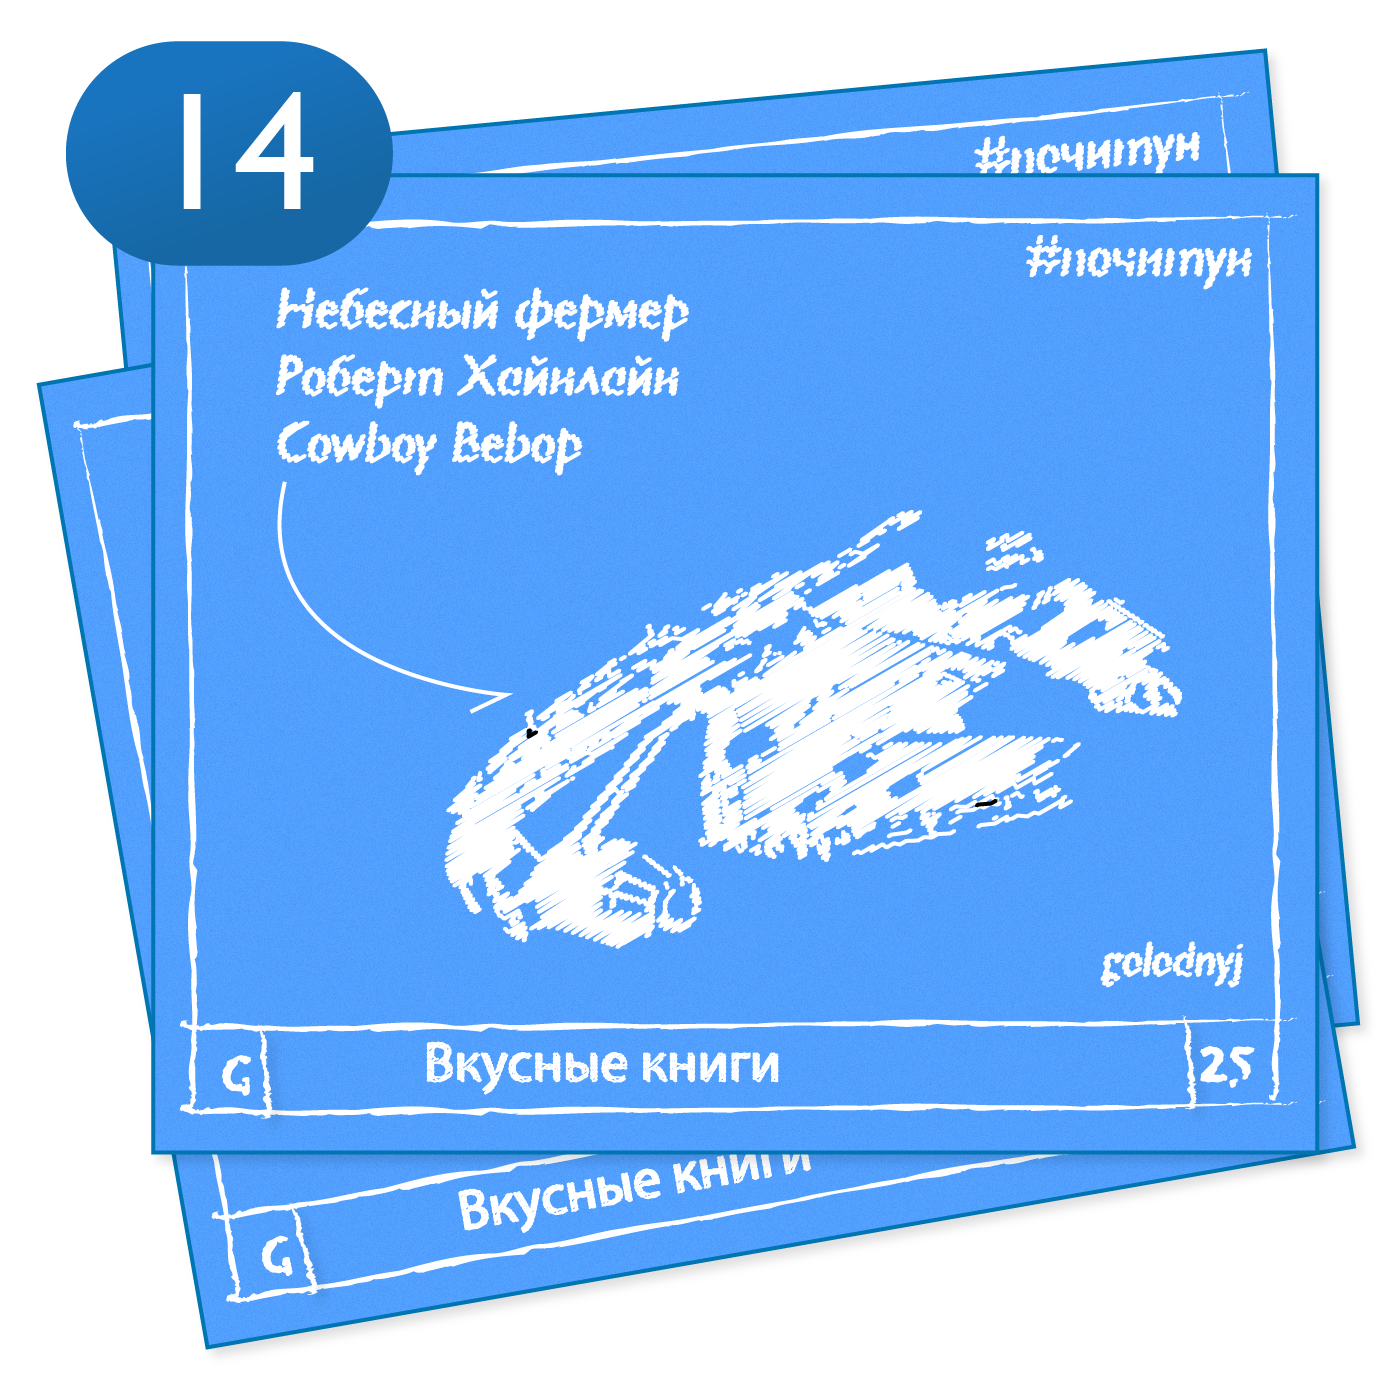 14
#почитун
#почитун
Небесный фермер
Роберт Хайнлайн
Cowboy Bebop
golodnyj
G
Вкусные книги
25
Вкусные книги
G